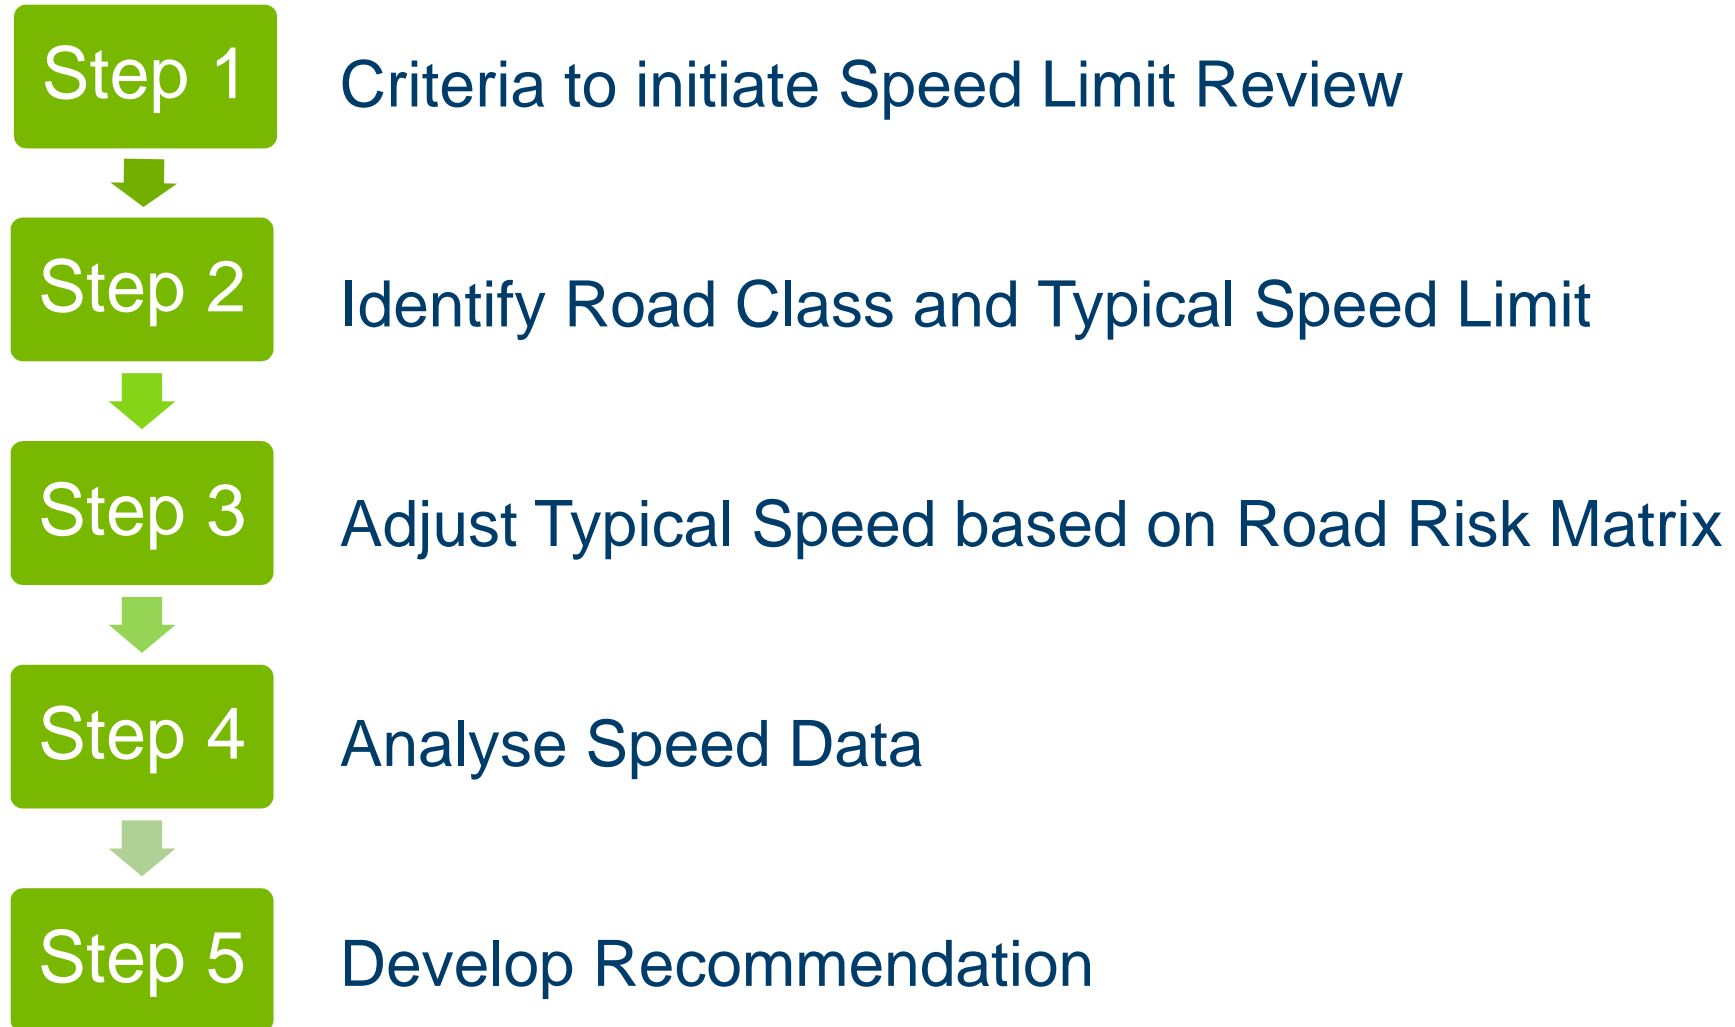 Step 1
Criteria to initiate Speed Limit Review
Step 2
Identify Road Class and Typical Speed Limit
Step 3
Adjust Typical Speed based on Road Risk Matrix
Step 4
Analyse Speed Data
Step 5
Develop Recommendation